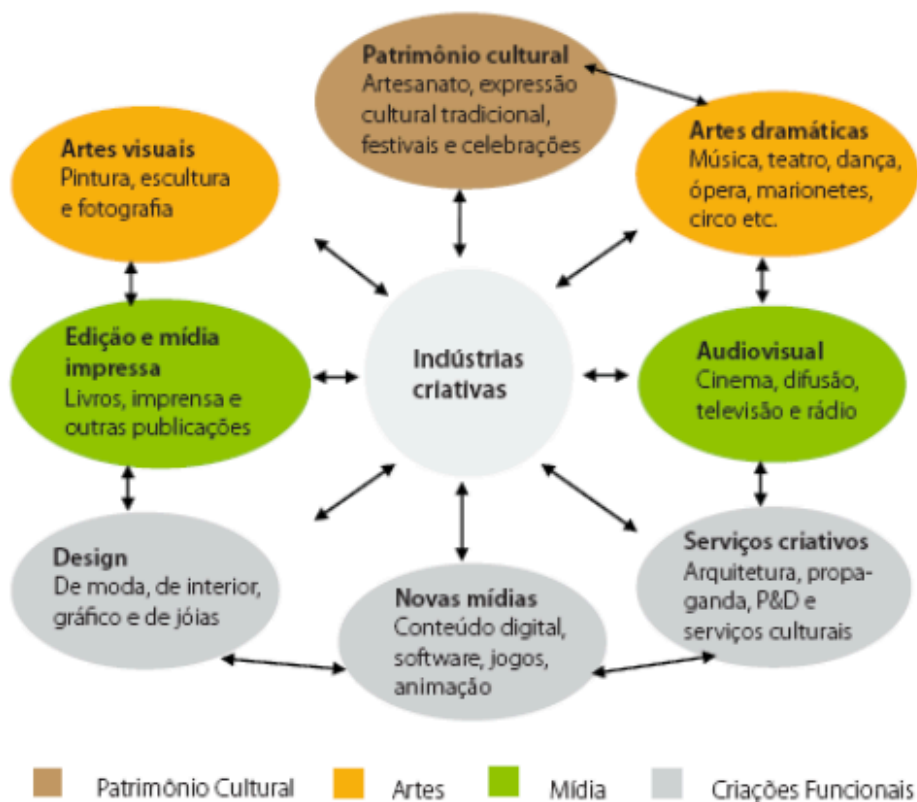 Patrimônio cultural
Artesanato, expressão
cultural tradicional,
festivais e celebrações
Artes visuais
Pintura, escultura
e fotografia
Artes dramáticas
Música, teatro, dança,
ópera, marionetes,
circo etc.
Edição e mídia
impressa
Livros, imprensa e
outras publicações
Indústrias
criativas
Audiovisual
Cinema, difusão,
televisão e rádio
Design
De moda, de interior,
gráfico e de jóias
Novas mídias
Conteúdo digital,
software, jogos,
animação
Serviços criativos
Arquitetura, propa-
ganda, P&D e
serviços culturais
Patrimônio Cultural
Artes
Mídia
Criações Funcionais